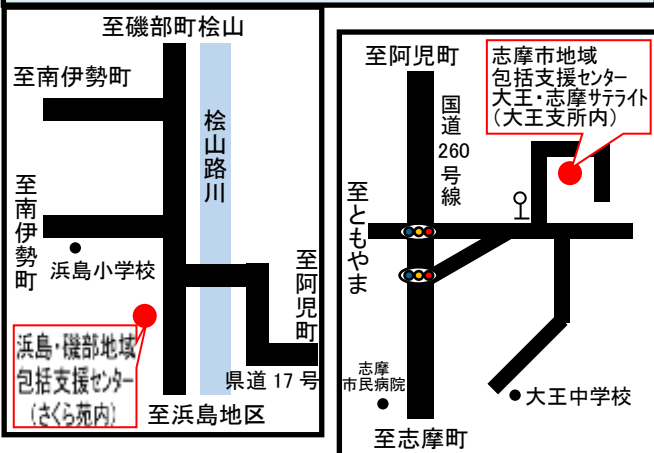 至磯部町桧山
至南伊勢町
桧山路川
至南伊勢町
浜島小学校
至阿児町
浜島・磯部地域
包括支援センター
（さくら苑内）
県道 17 号
至浜島地区
至阿児町
志摩市地域
包括支援センター
大王・志摩サテライト
（大王支所内）
国道260号線
至ともやま
志摩
市民病院
大王中学校
至志摩町